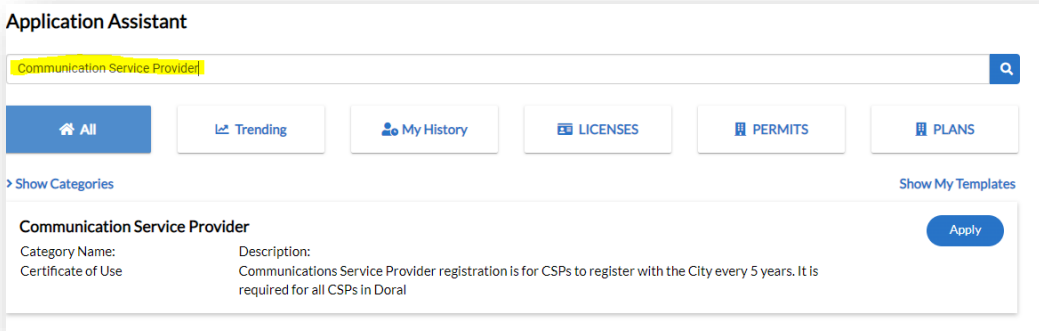 Application Assistant
Communication Service Provider
All
Trending
My History
LICENSES
PERMITS
PLANS
Show Categories
Show My Templates
Communication Service Provider
Apply
Category Name:
Description:
Certificate of Use
Communications Service Provider registration is for CSPs to register with the City every 5 years. It is
required for all CSPs in Doral